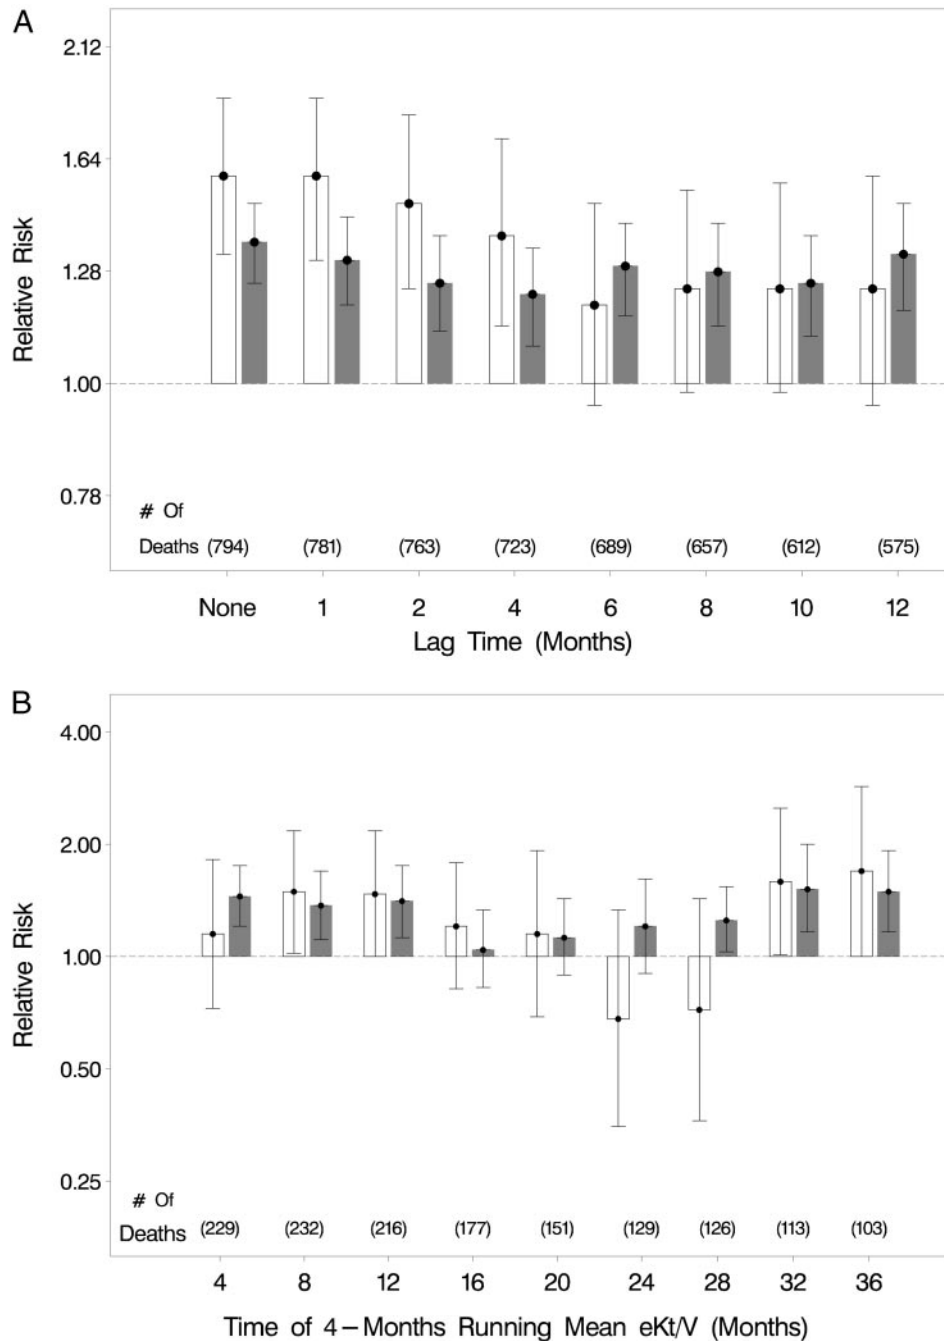 A
2.12
1.64
1.28
1.00
0.78
Relative Risk
# Of
Deaths (794) (781) (763) (723) (689) (657) (612) (575)
None 1 2 4 6 8 10 12
Lag Time (Months)
B
4.00
2.00
1.00
0.50
0.25
Relative Risk
# Of
Deaths (229) (232) (216) (177) (151) (129) (126) (113) (103)
4 8 12 16 20 24 28 32 36
Time of 4–Months Running Mean eKt/V (Months)